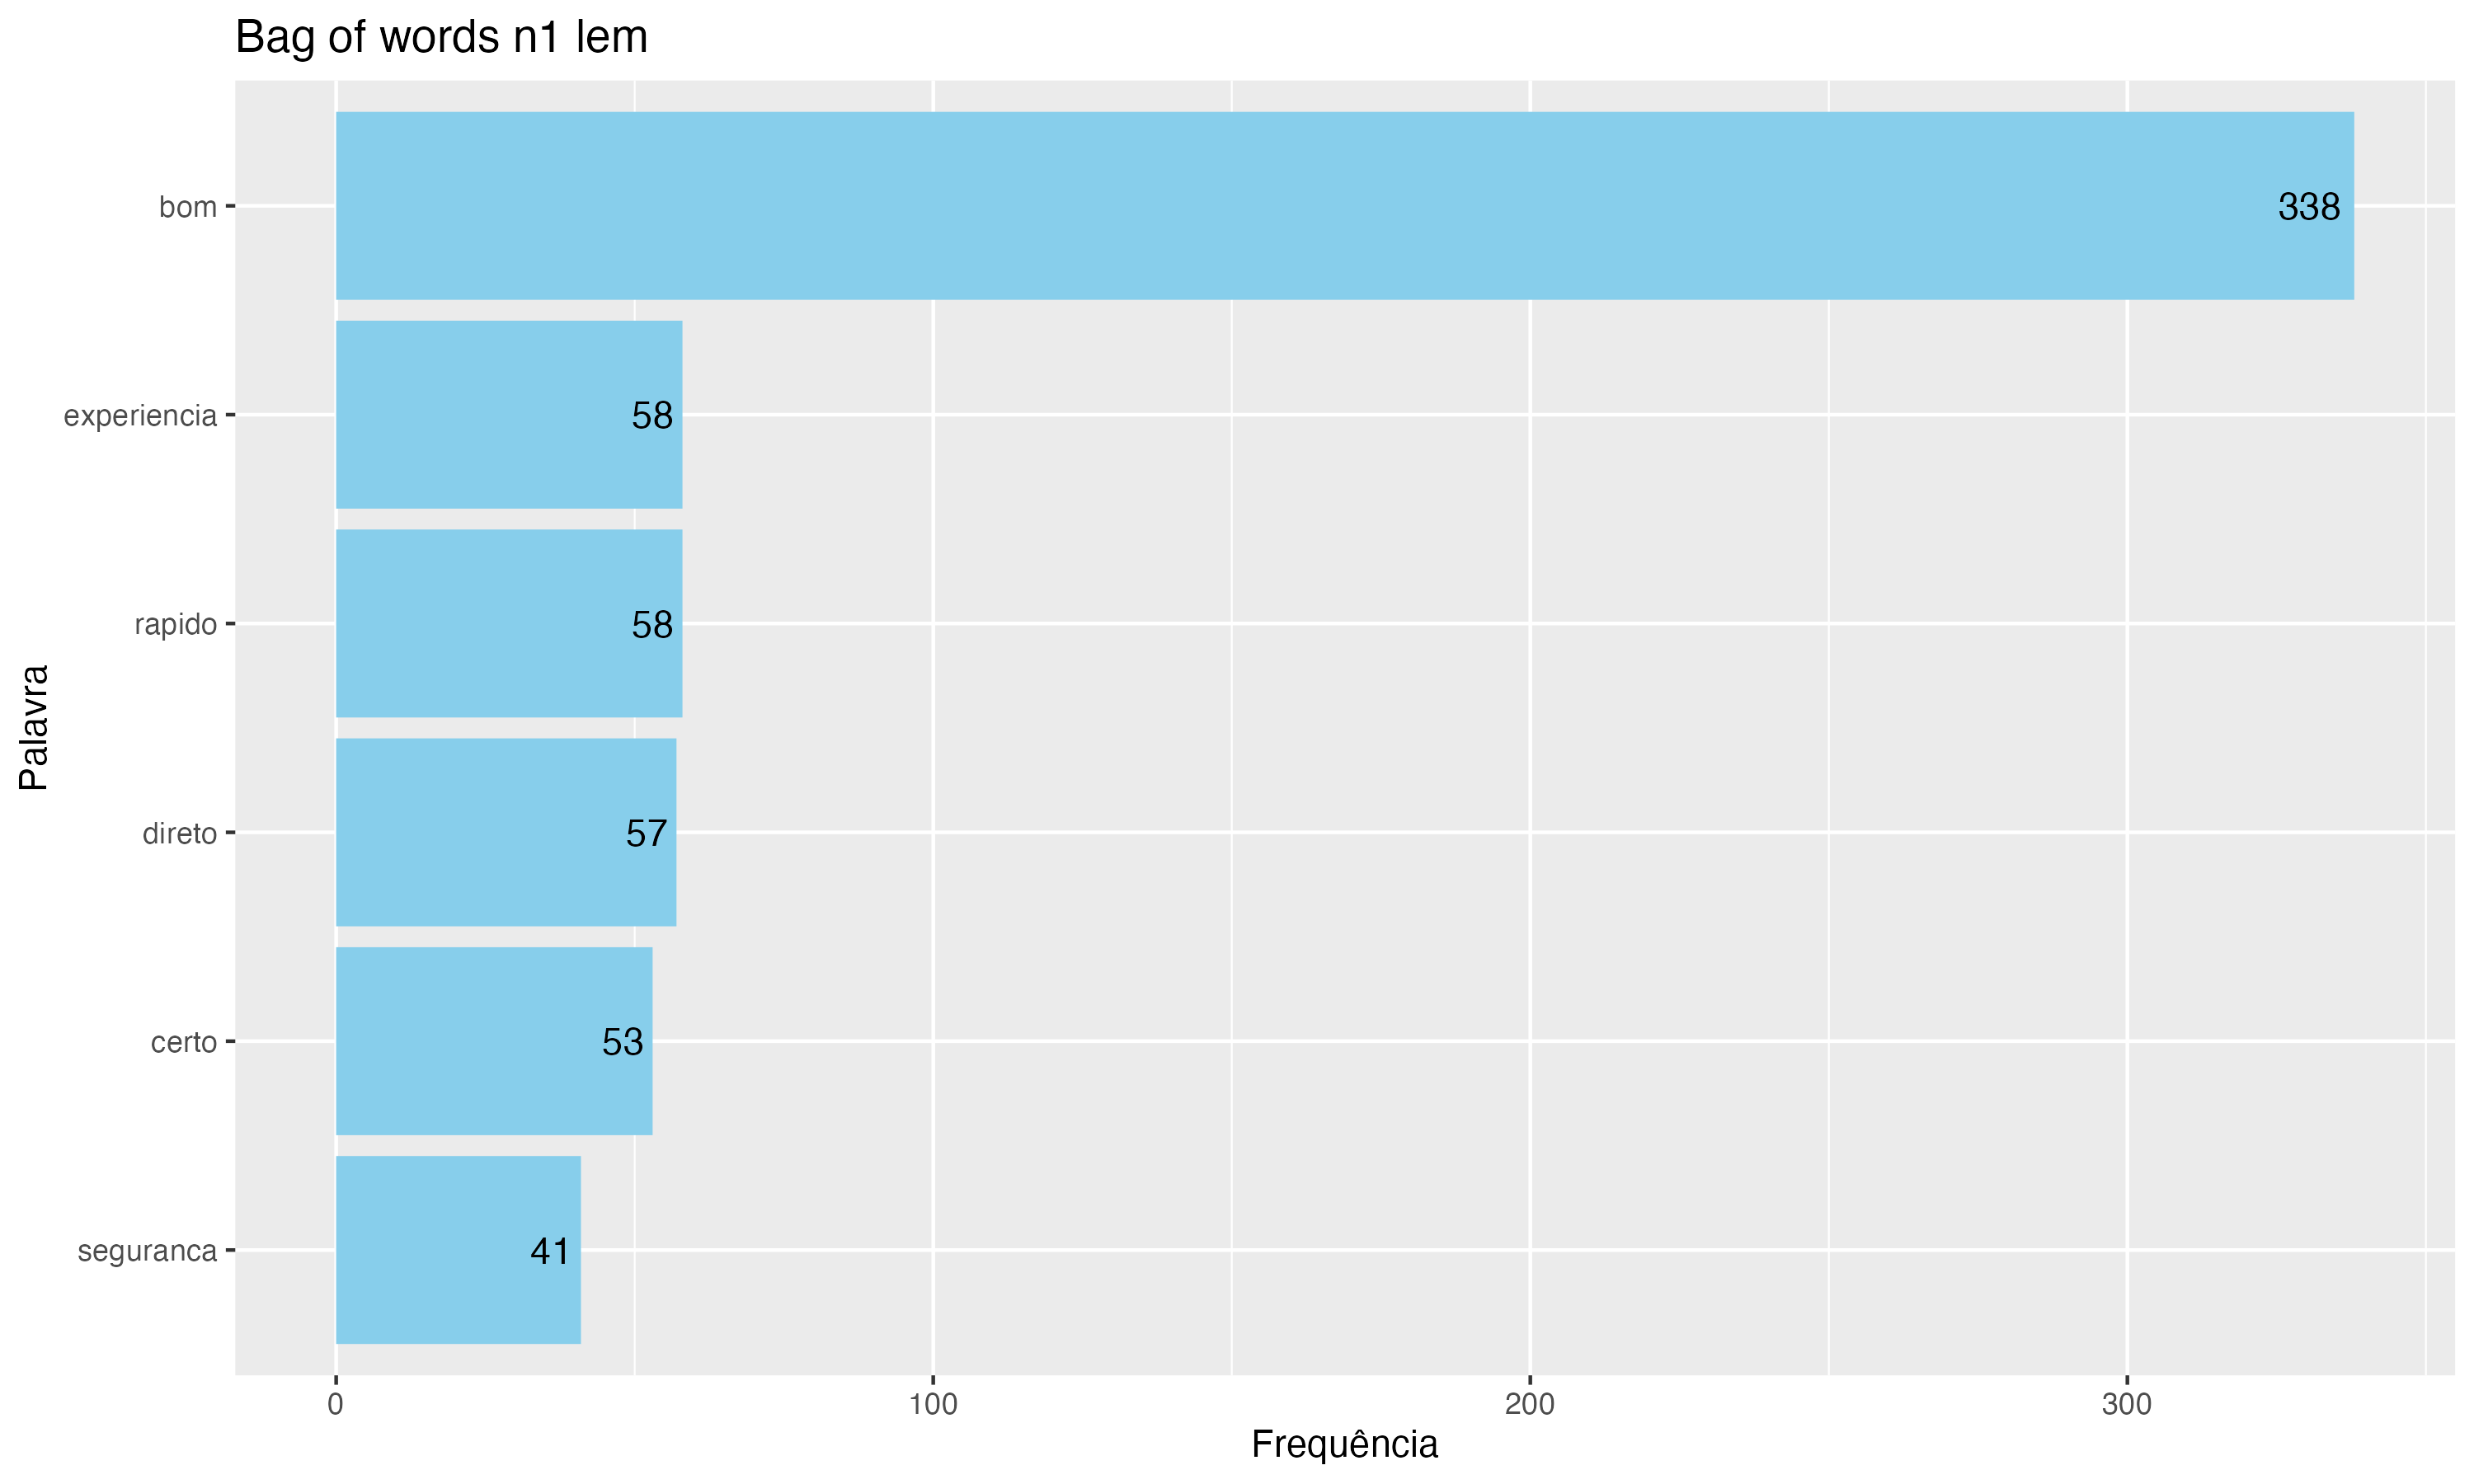 Bag of words n1 lem
Palavra
bom
338
experiencia
58
rapido
58
direto
57
certo
53
seguranca
41
0 100 200 300
Frequência